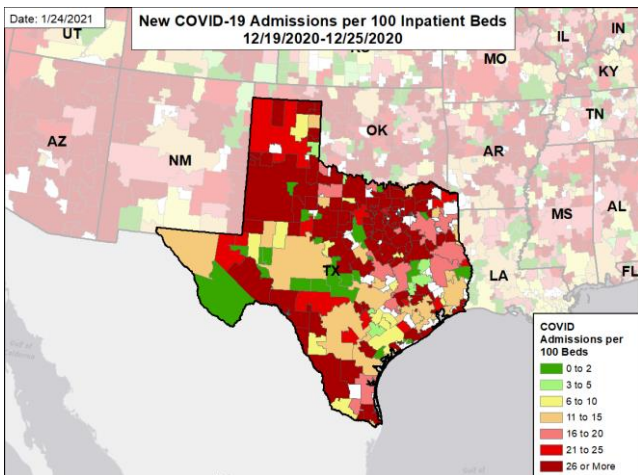 Date: 1/24/2021
New COVID-19 Admissions per 100 Inpatient Beds
12/19/2020-12/25/2020
UT
MO
IL
IN
KY
AZ
NM
OK
AR
TN
MS
AL
TX
LA
FL
COVID
Admissions per
100 Beds
0 to 2
3 to 5
6 to 10
11 to 15
16 to 20
21 to 25
26 or More